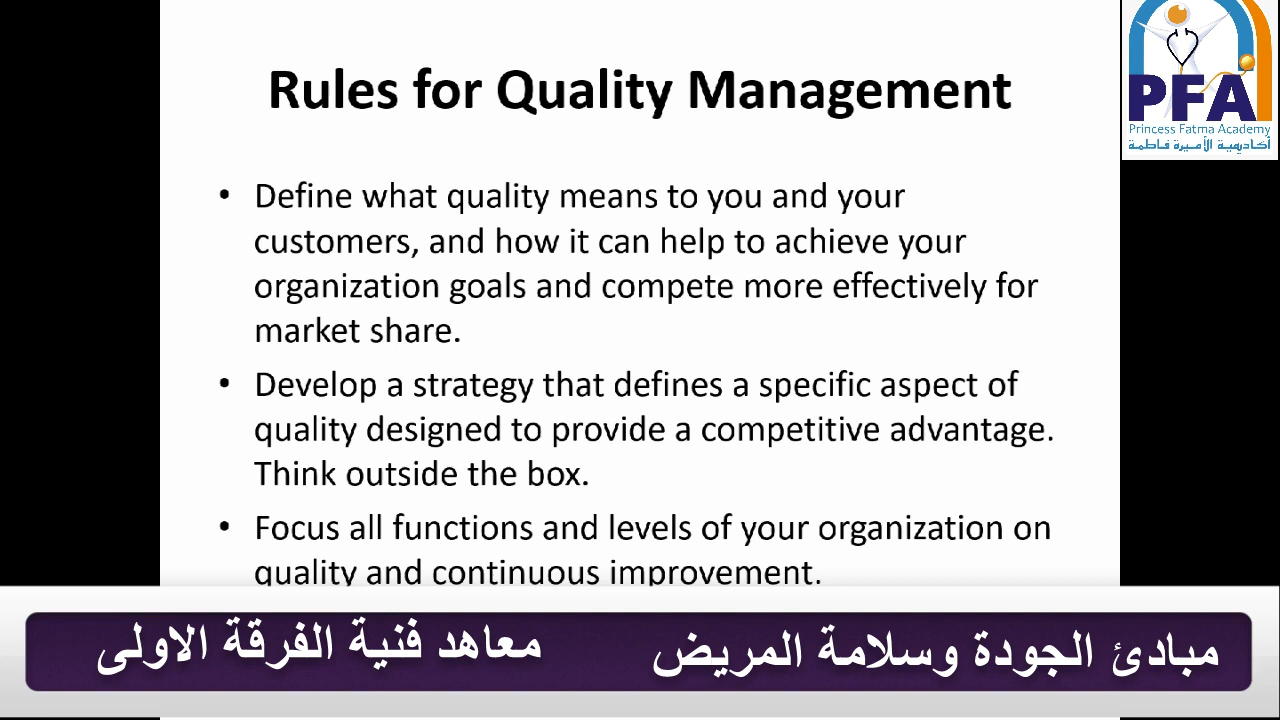 Rules for Quality Management
PFA
Princess Fatma Academy
أكاديمية الأميرة فاطمة
• Define what quality means to you and your
customers, and how it can help to achieve your
organization goals and compete more effectively for
market share.
• Develop a strategy that defines a specific aspect of
quality designed to provide a competitive advantage.
Think outside the box.
• Focus all functions and levels of your organization on
quality and continuous improvement.
مبادئ الجودة وسلامة المريض
معاهد فنية الفرقة الاولى